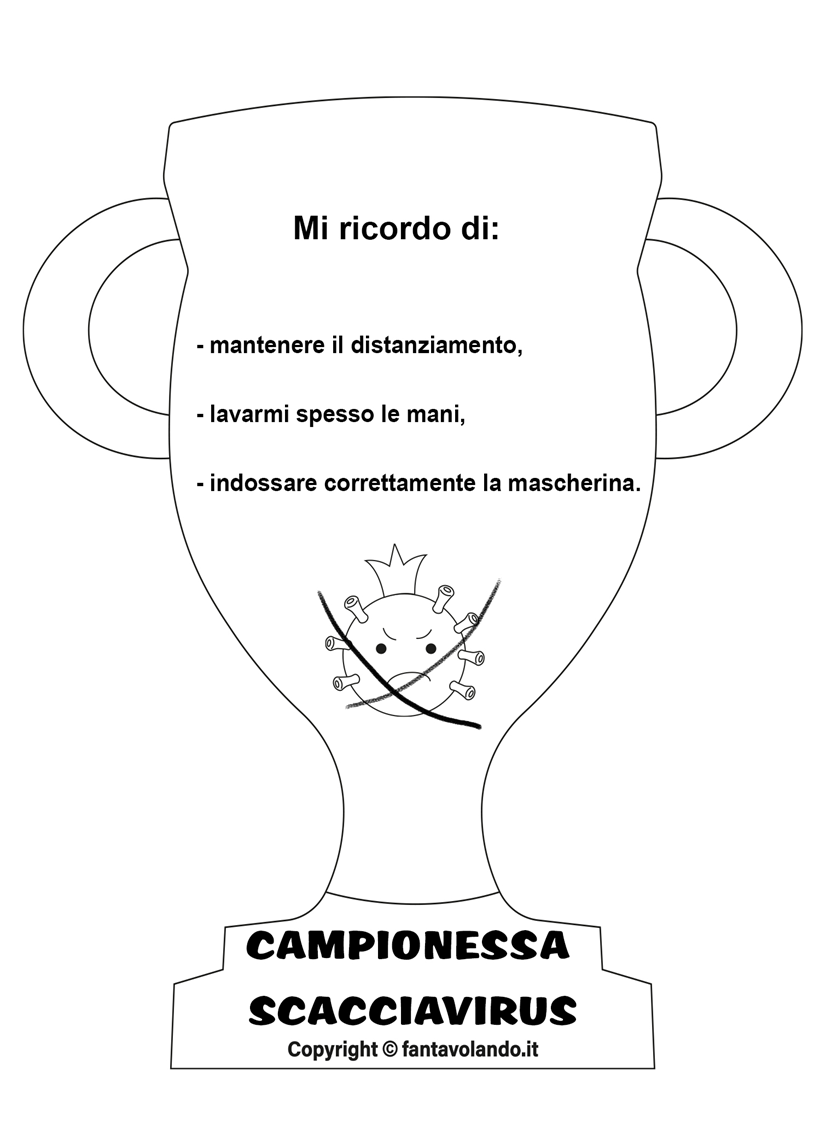 Mi ricordo di:
- mantenere il distanziamento,
- lavarmi spesso le mani,
- indossare correttamente la mascherina.
CAMPIONESSA
SCACCIAVIRUS
Copyright © fantavolando.it